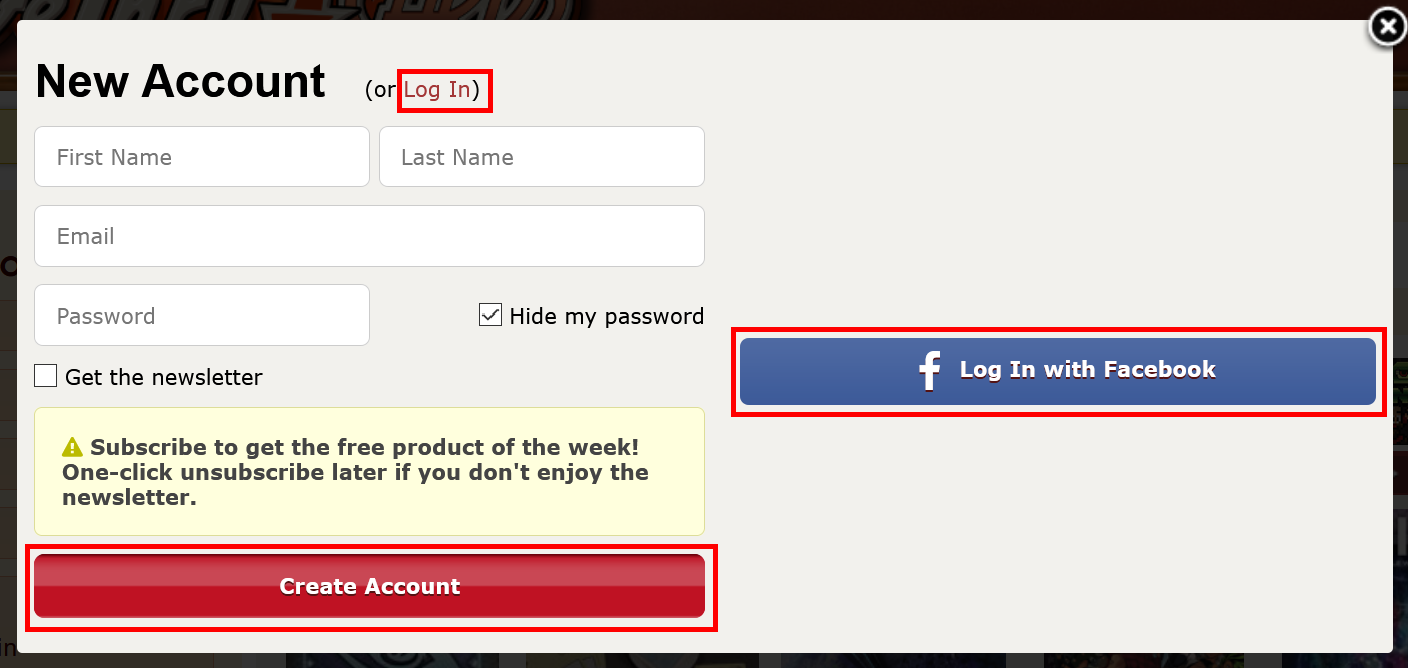 New Account (or Log In)
First Name Last Name
Email
Password Hide my password
Get the newsletter
Subscribe to get the free product of the week!
One-click unsubscribe later if you don't enjoy the
newsletter.
Create Account
Log In with Facebook